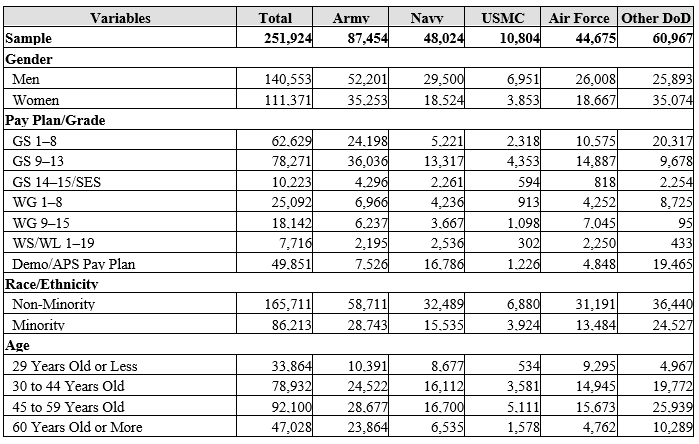 Variables Total Army Navy USMC Air Force Other DoD
Sample 251,924 87,454 48,024 10,804 44,675 60,967
Gender
Men 140,553 52,201 29,500 6,951 26,008 25,893
Women 111,371 35,253 18,524 3,853 18,667 35,074
Pay Plan/Grade
GS 1–8 62,629 24,198 5,221 2,318 10,575 20,317
GS 9–13 78,271 36,036 13,317 4,353 14,887 9,678
GS 14–15/SES 10,223 4,296 2,261 594 818 2,254
WG 1–8 25,092 6,966 4,236 913 4,252 8,725
WG 9–15 18,142 6,237 3,667 1,098 7,045 95
WS/WL 1–19 7,716 2,195 2,536 302 2,250 433
Demo/APS Pay Plan 49,851 7,526 16,786 1,226 4,848 19,465
Race/Ethnicity
Non-Minority 165,711 58,711 32,489 6,880 31,191 36,440
Minority 86,213 28,743 15,535 3,924 13,484 24,527
Age
29 Years Old or Less 33,864 10,391 8,677 534 9,295 4,967
30 to 44 Years Old 78,932 24,522 16,112 3,581 14,945 19,772
45 to 59 Years Old 92,100 28,677 16,700 5,111 15,673 25,939
60 Years Old or More 47,028 23,864 6,535 1,578 4,762 10,289